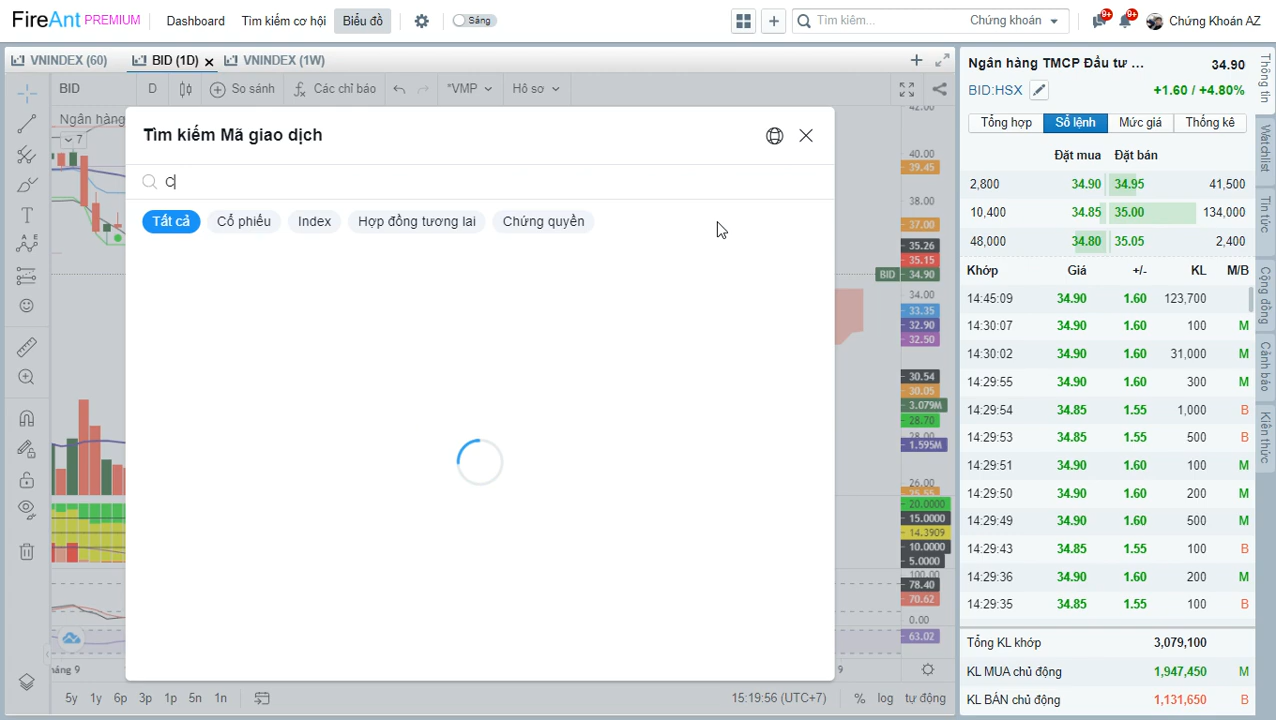 FireAnt PREMIUM Dashboard Tìm kiếm cơ hội Biểu đồ Sáng Tìm kiếm... Chứng khoán 9+ 9+ Chứng Khoán AZ
VNINDEX (60) BID (1D) VNINDEX (1W)
BID D So sánh Các chỉ báo *VMP Hồ sơ
Ngân hàng
7
Tìm kiếm Mã giao dịch
C
Tất cả Cổ phiếu Index Hợp đồng tương lai Chứng quyền
42.00
40.00
39.45
38.00
37.00
35.26
35.15
BID 34.90
34.00
33.35
32.90
32.50
30.54
30.05
3.079M
28.70
28.00
1.595M
26.00
20.0000
15.0000
14.3909
10.0000
5.0000
100.00
78.40
70.62
0.00
63.02
háng 9 9
5y 1y 6p 3p 1p 5n 1n 15:19:56 (UTC+7) % log tự động
Ngân hàng TMCP Đầu tư ... 34.90
BID:HSX +1.60 / +4.80%
Tổng hợp Sổ lệnh Mức giá Thống kê
Đặt mua Đặt bán
2,800 34.90 34.95 41,500
10,400 34.85 35.00 134,000
48,000 34.80 35.05 2,400
Khớp Giá +/- KL M/B
14:45:09 34.90 1.60 123,700
14:30:07 34.90 1.60 100 M
14:30:02 34.90 1.60 31,000 M
14:29:55 34.90 1.60 300 M
14:29:54 34.85 1.55 1,000 B
14:29:53 34.85 1.55 500 B
14:29:51 34.90 1.60 100 M
14:29:50 34.90 1.60 200 M
14:29:49 34.90 1.60 500 M
14:29:43 34.85 1.55 100 B
14:29:36 34.90 1.60 200 M
14:29:35 34.85 1.55 100 B
Tổng KL khớp 3,079,100
KL MUA chủ động 1,947,450 M
KL BÁN chủ động 1,131,650 B
Thông tin
Watchlist
Tin tức
Cộng đồng
Cảnh báo
Kiến thức